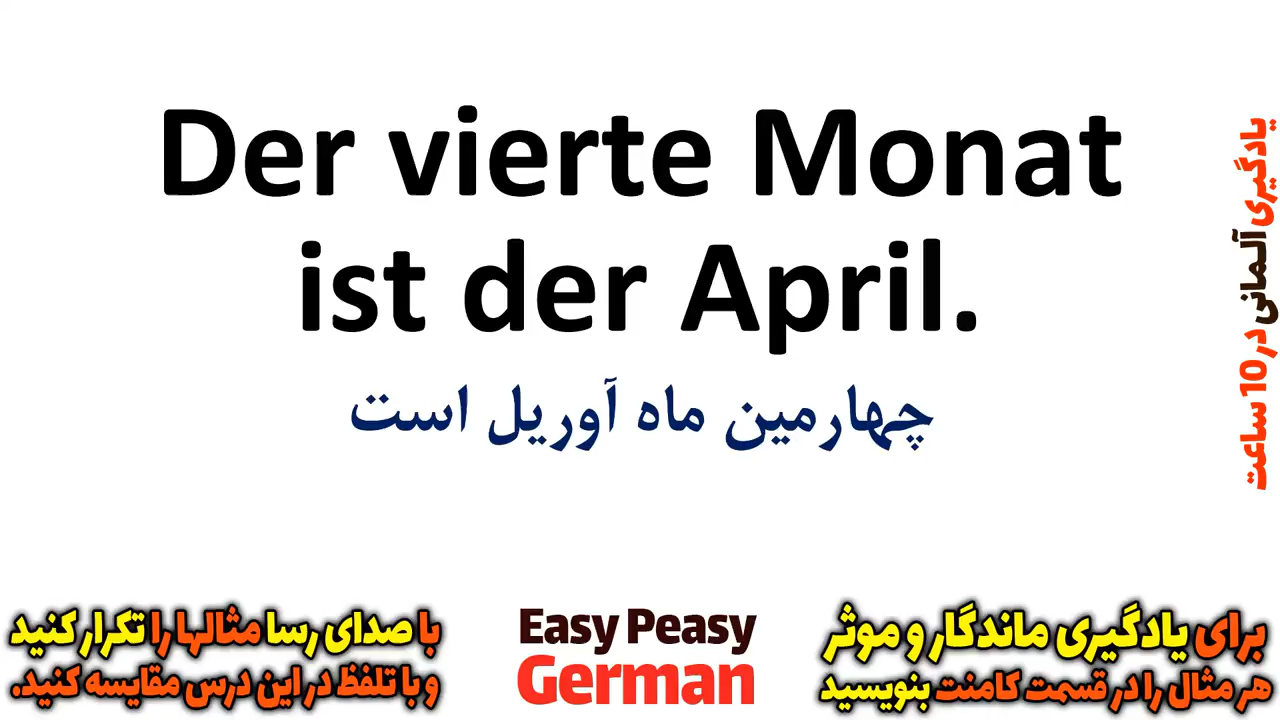 Der vierte Monat
ist der April.
چهارمین ماه آوریل است
یادگیری آلمانی در 10 ساعت
با صدای رسا مثالها را تکرار کنید
و با تلفظ در این درس مقایسه کنید.
Easy Peasy
German
برای یادگیری ماندگار و موثر
هر مثال را در قسمت کامنت بنویسید